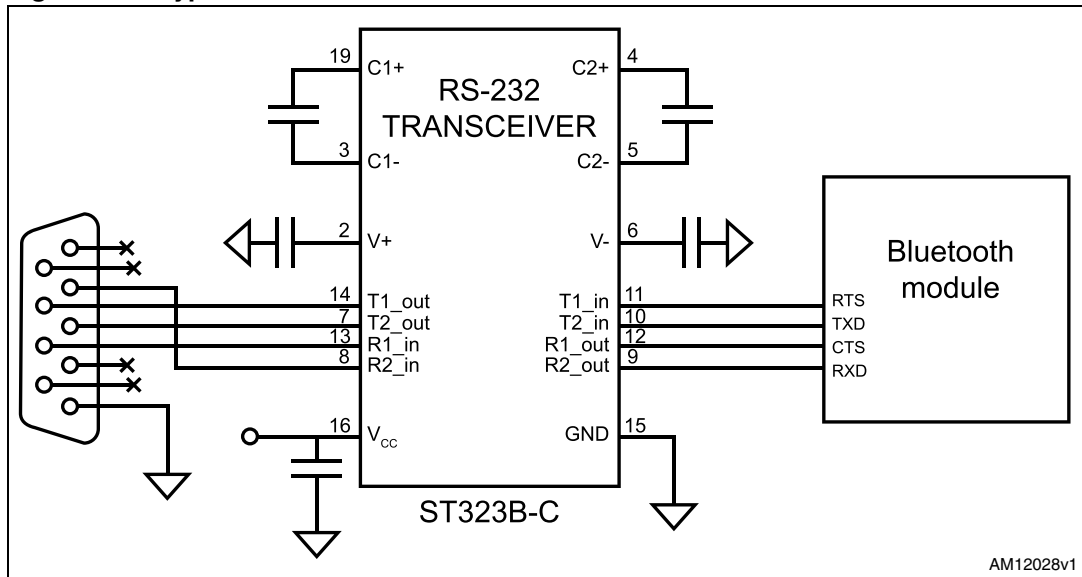 19 C1+ C2+ 4
RS-232
TRANSCEIVER
3 C1- C2- 5
2 V+ V- 6
Bluetooth
module
14 T1_out T1_in 11 RTS
7 T2_out T2_in 10 TXD
13 R1_in R1_out 12 CTS
8 R2_in R2_out 9 RXD
16 VCC GND 15
ST323B-C
AM12028v1